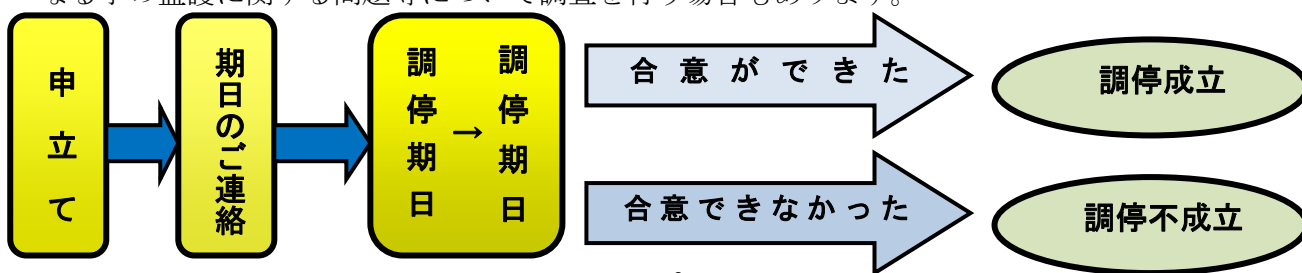 申立て
期日のご連絡
調停期日
→
調停期日
合意ができた
調停成立
合意できなかった
調停不成立